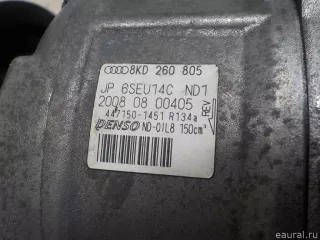 8KD 260 805
JP 6SEU14C ND1
2008 08 00405
447150-1451 R134a
REV
DENSO ND-OIL8 150cm³
© eaural.ru